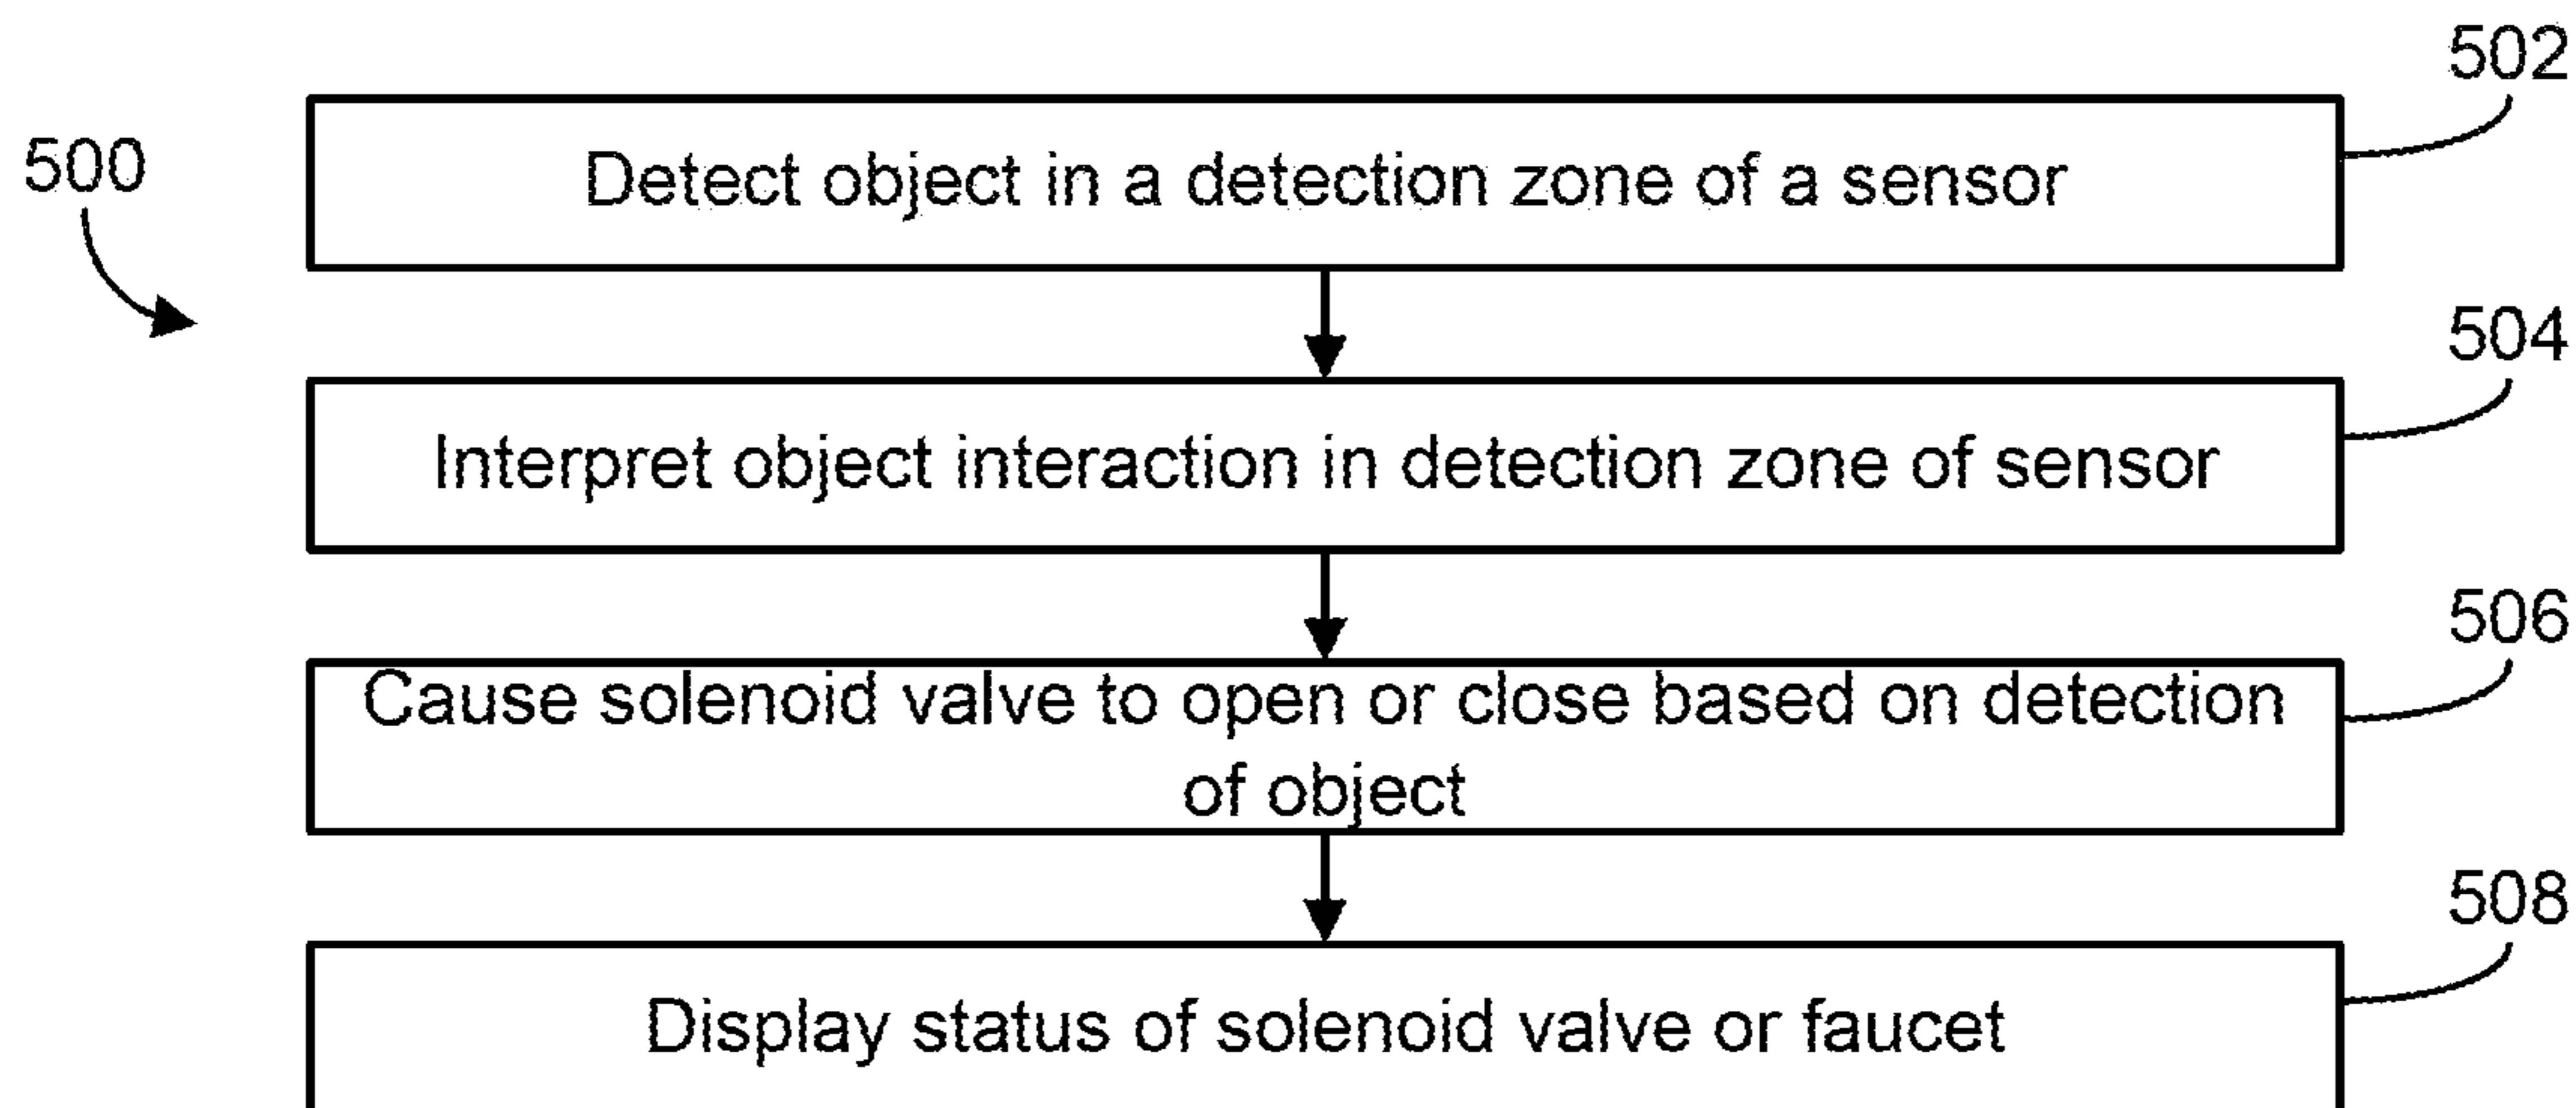 502
500
Detect object in a detection zone of a sensor
504
Interpret object interaction in detection zone of sensor
506
Cause solenoid valve to open or close based on detection
of object
508
Display status of solenoid valve or faucet